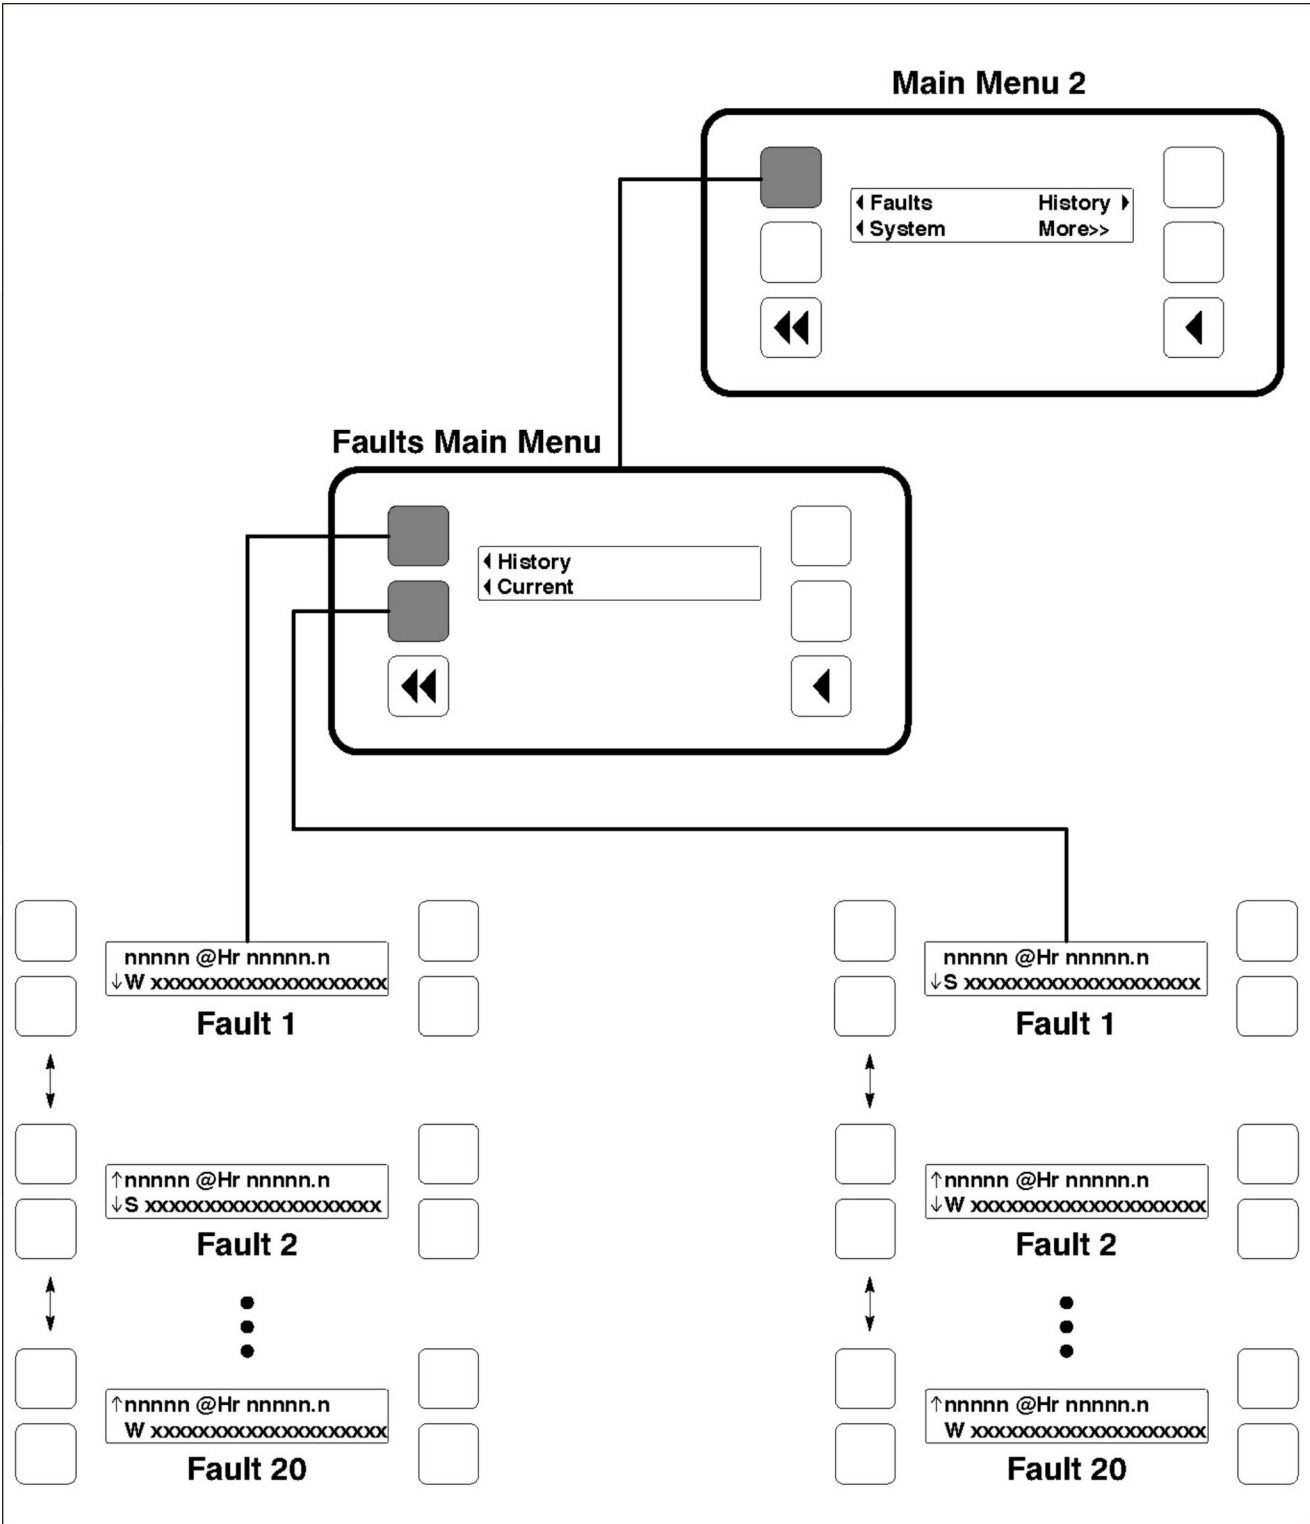 Main Menu 2
◀ Faults History ▶
◀ System More>>
Faults Main Menu
◀ History
◀ Current
nnnnn @Hr nnnnn.n
↓W xxxxxxxxxxxxxxxxxxxx
Fault 1
nnnnn @Hr nnnnn.n
↓S xxxxxxxxxxxxxxxxxxxx
Fault 1
↑nnnnn @Hr nnnnn.n
↓S xxxxxxxxxxxxxxxxxxxx
Fault 2
↑nnnnn @Hr nnnnn.n
↓W xxxxxxxxxxxxxxxxxxxx
Fault 2
↑nnnnn @Hr nnnnn.n
W xxxxxxxxxxxxxxxxxxxx
Fault 20
↑nnnnn @Hr nnnnn.n
W xxxxxxxxxxxxxxxxxxxx
Fault 20